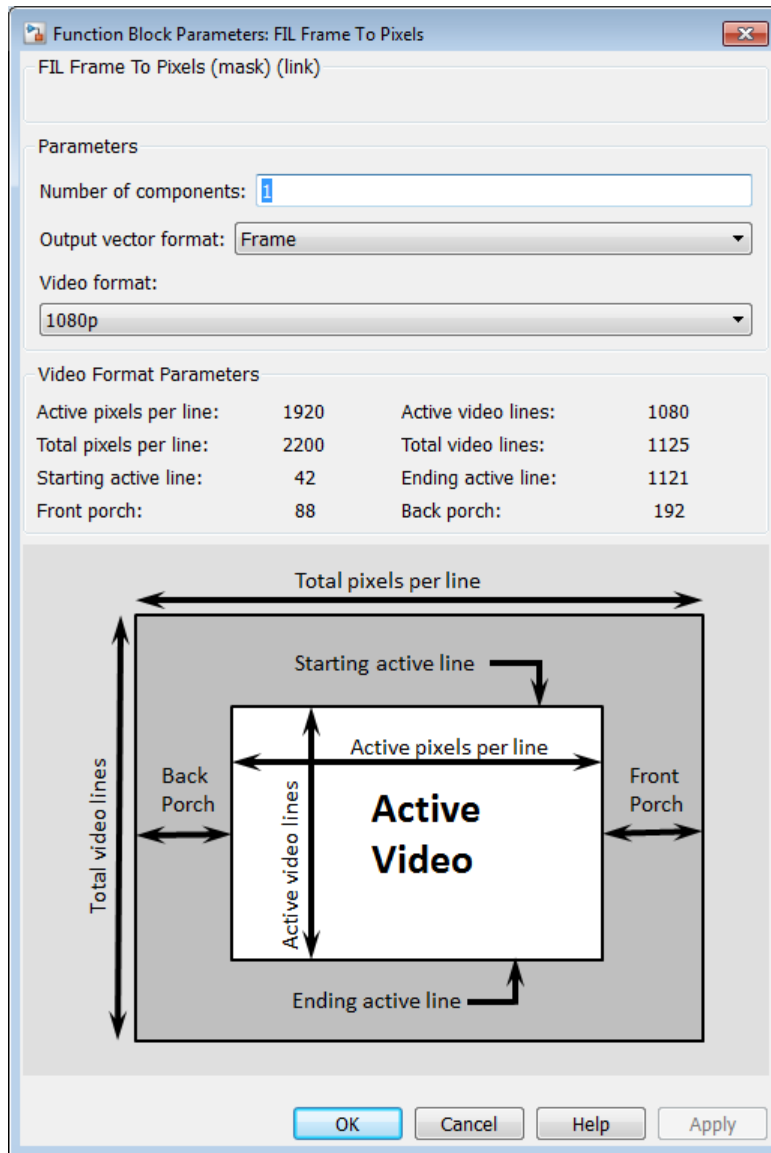 Function Block Parameters: FIL Frame To Pixels
FIL Frame To Pixels (mask) (link)
Parameters
Number of components: 1
Output vector format: Frame
Video format:
1080p
Video Format Parameters
Active pixels per line: 1920 Active video lines: 1080
Total pixels per line: 2200 Total video lines: 1125
Starting active line: 42 Ending active line: 1121
Front porch: 88 Back porch: 192
Total pixels per line
Starting active line
Active pixels per line
Back
Porch
Front
Porch
Total video lines
Active video lines
Active
Video
Ending active line
OK Cancel Help Apply